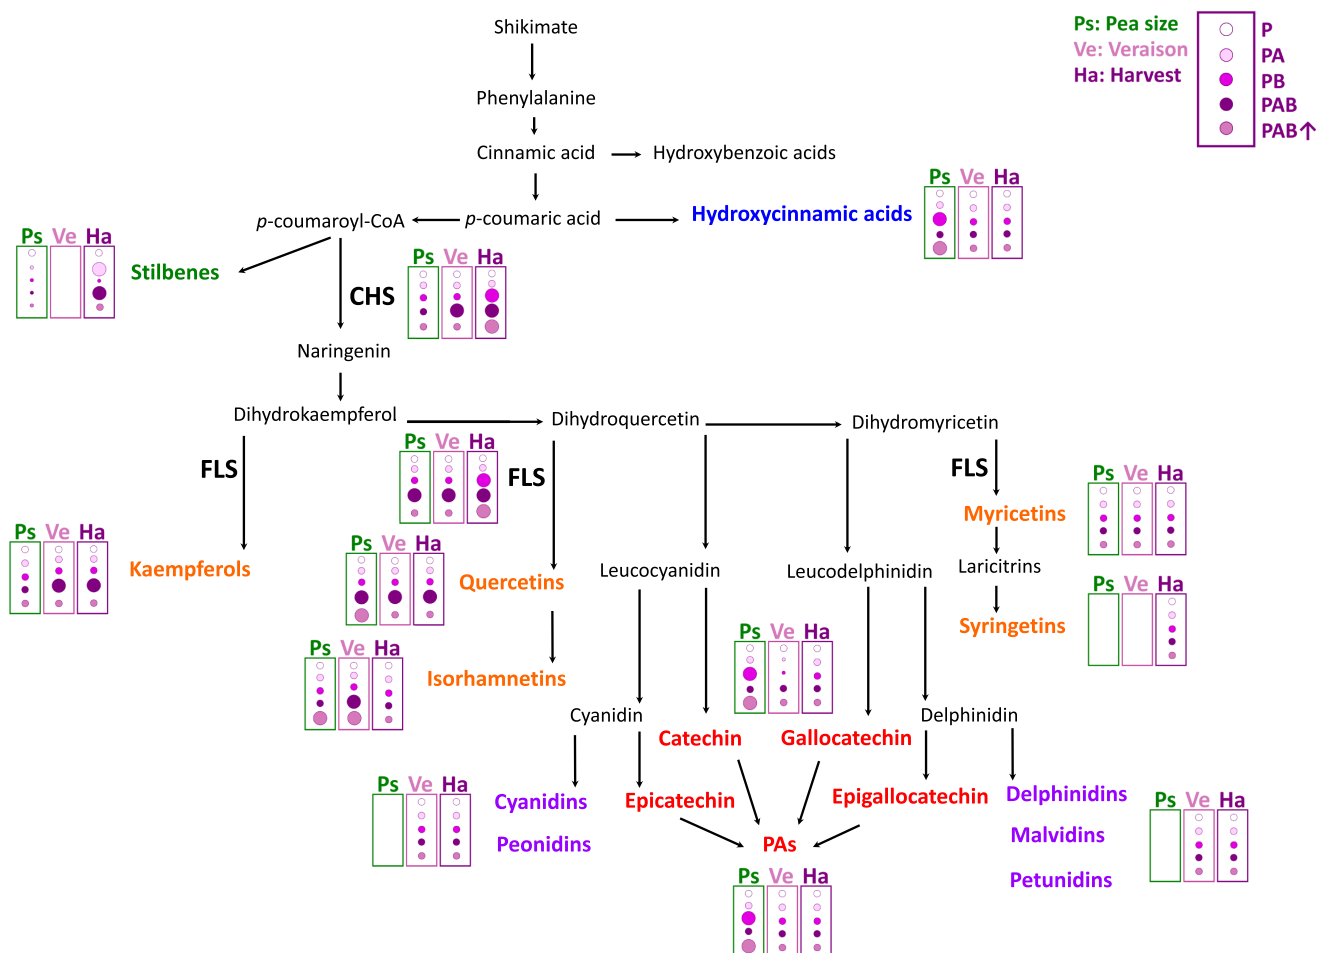 Shikimate
Ps: Pea size
Ve: Veraison
Ha: Harvest
P
PA
PB
PAB
PAB↑
Phenylalanine
Cinnamic acid
Hydroxybenzoic acids
Ps Ve Ha
p-coumaroyl-CoA
p-coumaric acid
Hydroxycinnamic acids
Ps Ve Ha
Stilbenes
Ps Ve Ha
CHS
Naringenin
Dihydrokaempferol
Dihydroquercetin
Dihydromyricetin
Ps Ve Ha
FLS
FLS
FLS
Ps Ve Ha
Myricetins
Ps Ve Ha
Kaempferols
Ps Ve Ha
Quercetins
Leucocyanidin
Leucodelphinidin
Laricitrins
Ps Ve Ha
Syringetins
Ps Ve Ha
Ps Ve Ha
Isorhamnetins
Cyanidin
Delphinidin
Catechin
Gallocatechin
Ps Ve Ha
Cyanidins
Epicatechin
Epigallocatechin
Delphinidins
Ps Ve Ha
Peonidins
PAs
Malvidins
Petunidins
Ps Ve Ha